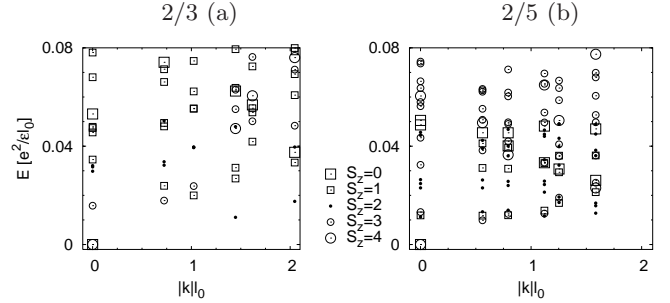 2/3 (a)
2/5 (b)
E [e²/εl₀]
0.08
0.04
0
0 1 2
|k|l₀
S_z=0
S_z=1
S_z=2
S_z=3
S_z=4
0.08
0.04
0
0 1 2
|k|l₀